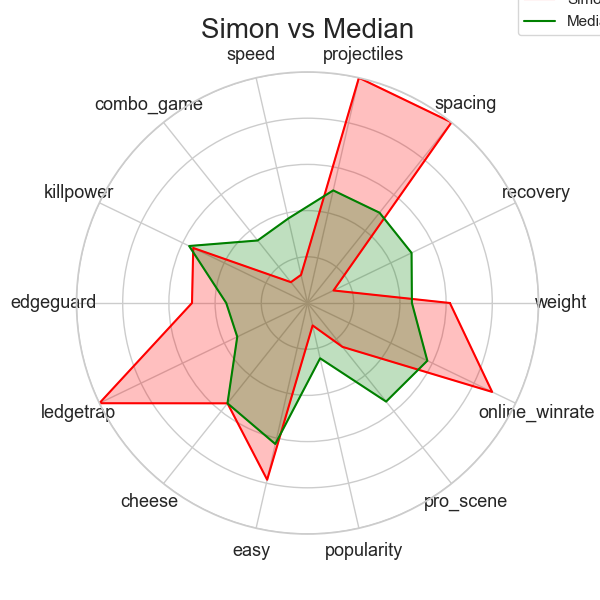 Simon vs Median
speed
projectiles
combo_game
spacing
killpower
recovery
edgeguard
weight
ledgetrap
online_winrate
cheese
pro_scene
easy
popularity